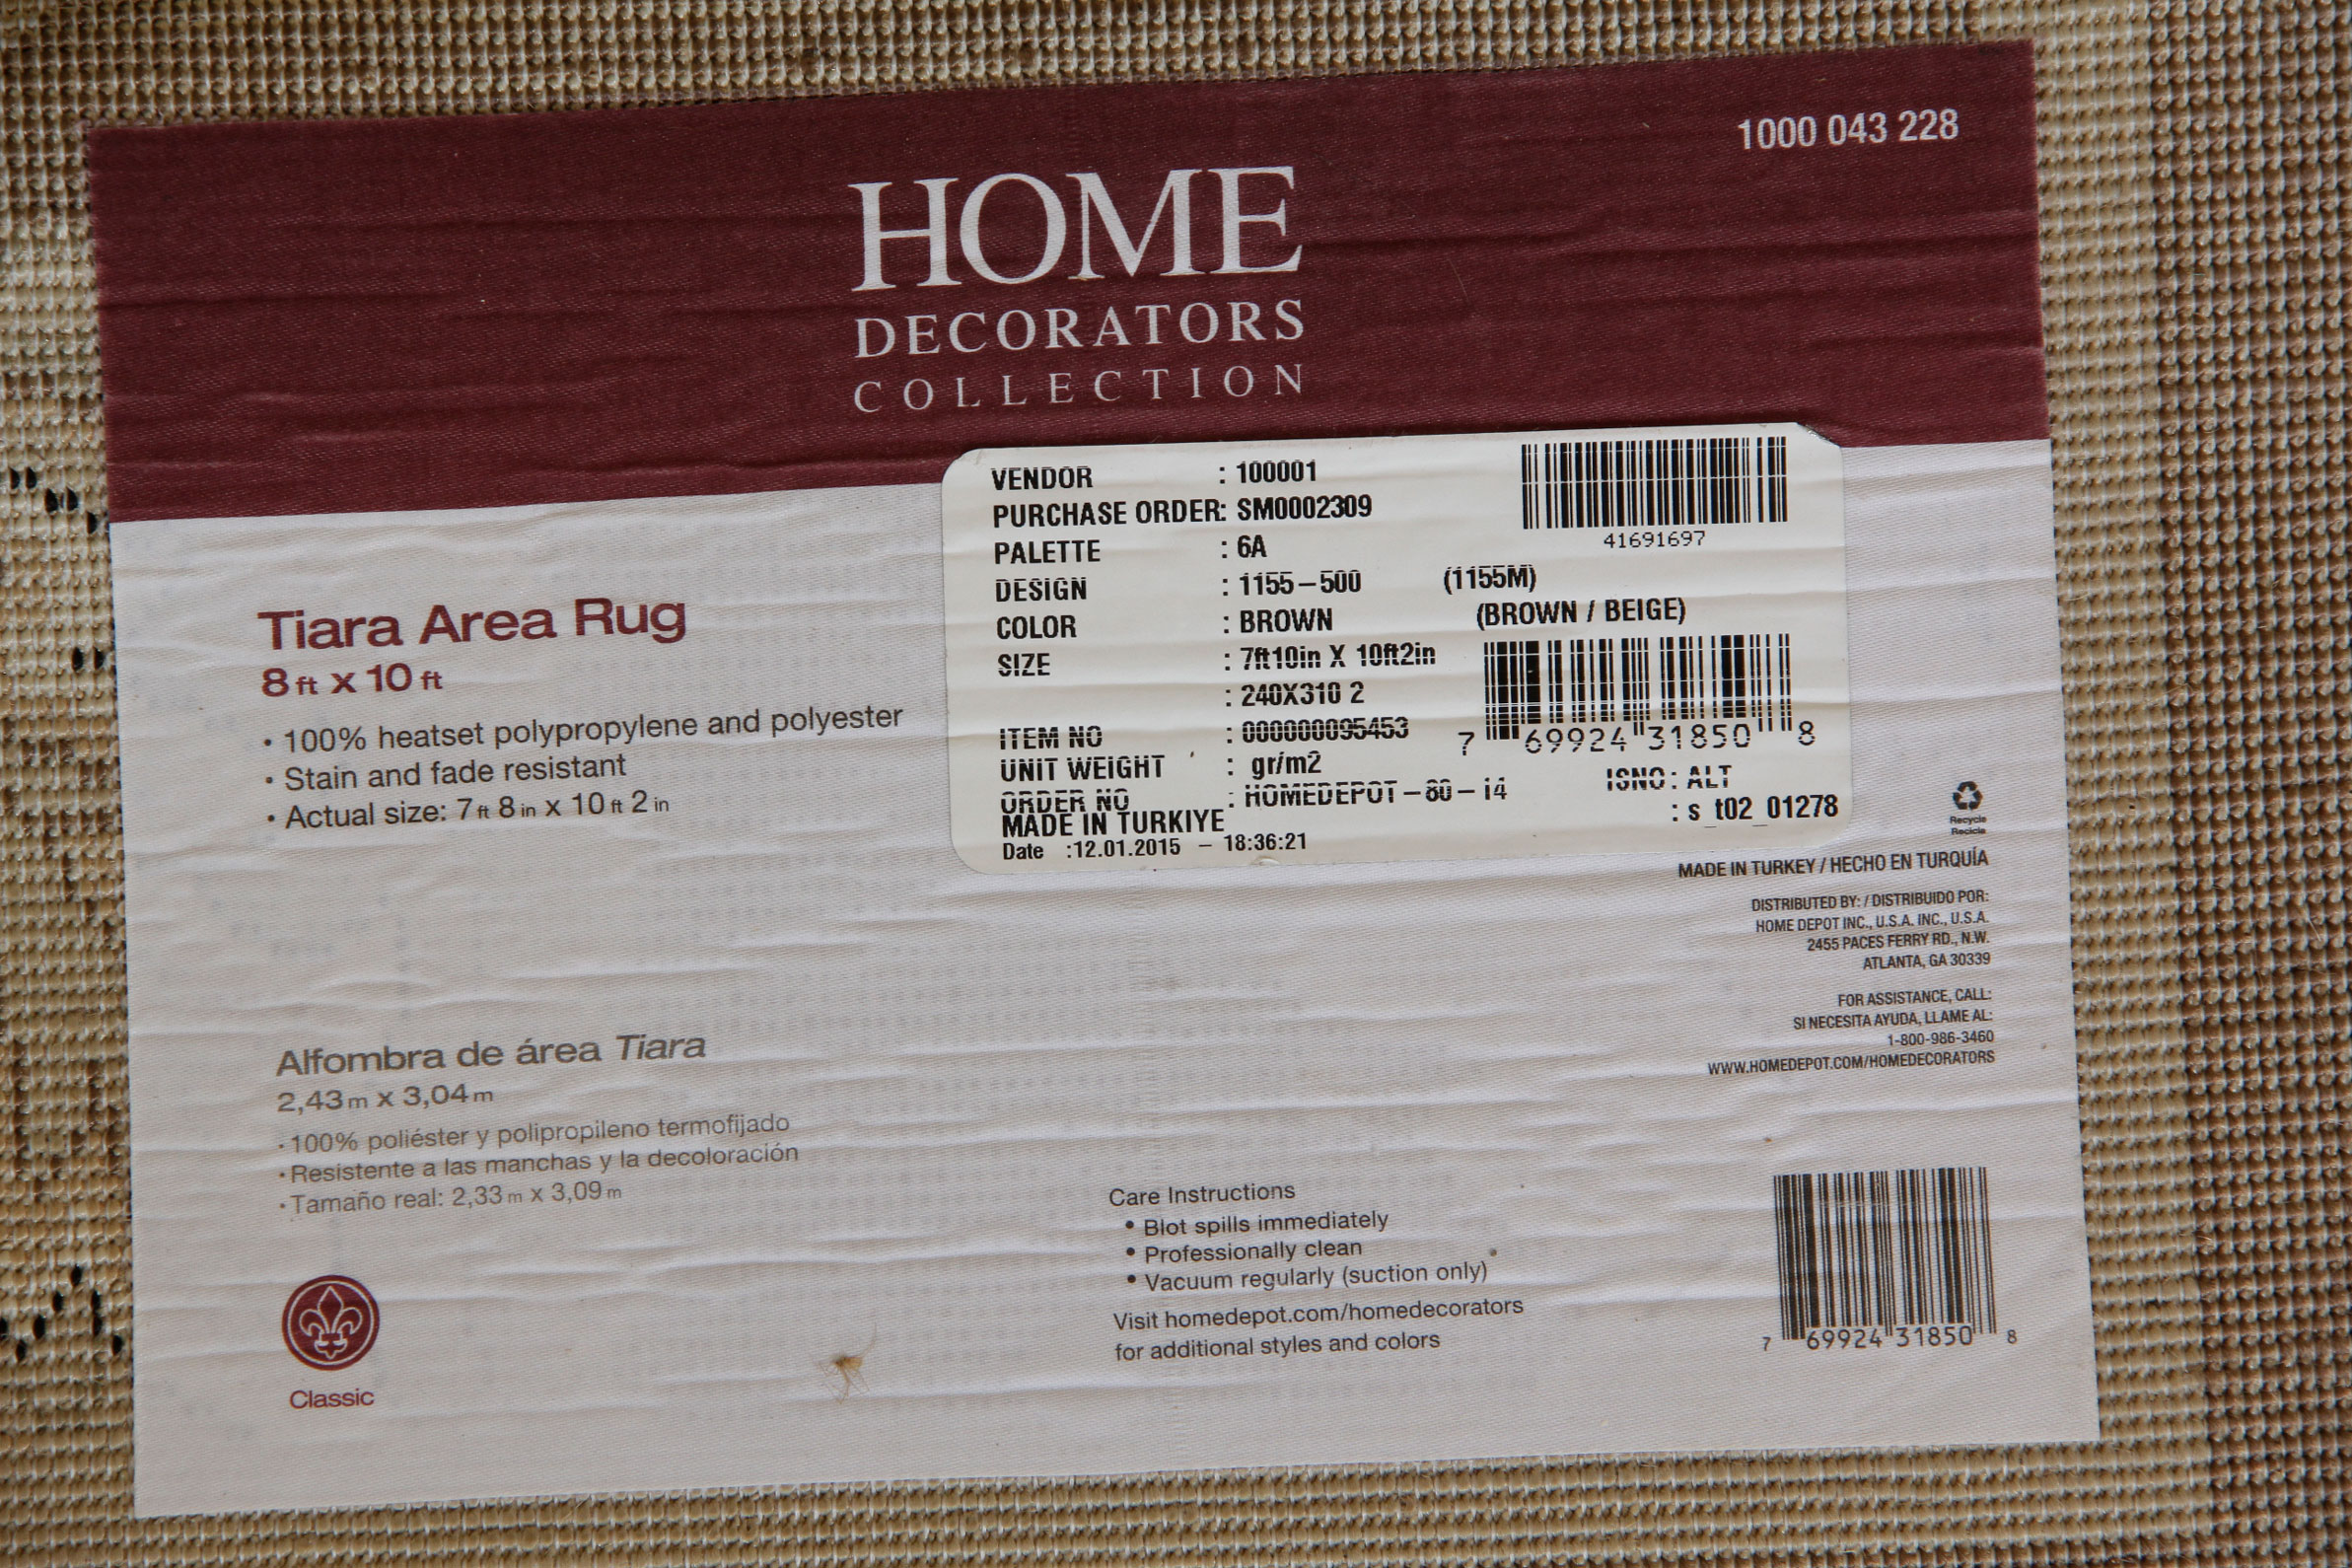 1000 043 228
HOME
DECORATORS
COLLECTION
VENDOR : 100001
PURCHASE ORDER: SM0002309
PALETTE : 6A
DESIGN : 1155-500 (1155M)
COLOR : BROWN (BROWN / BEIGE)
SIZE : 7ft10in X 10ft2in
: 240X310 2
ITEM NO : 000000095453
UNIT WEIGHT : gr/m2
ORDER NO : HOMEDEPOT-80-14
MADE IN TURKIYE
Date :12.01.2015 - 18:36:21
41691697
7 69924 31850 8
ISNO: ALT
: s_t02_01278
Tiara Area Rug
8 ft x 10 ft
• 100% heatset polypropylene and polyester
• Stain and fade resistant
• Actual size: 7 ft 8 in x 10 ft 2 in
Recycle
Recicle
MADE IN TURKEY / HECHO EN TURQUÍA
DISTRIBUTED BY: / DISTRIBUIDO POR:
HOME DEPOT INC., U.S.A. INC., U.S.A.
2455 PACES FERRY RD., N.W.
ATLANTA, GA 30339
FOR ASSISTANCE, CALL:
SI NECESITA AYUDA, LLAME AL:
1-800-986-3460
WWW.HOMEDEPOT.COM/HOMEDECORATORS
Alfombra de área Tiara
2,43 m x 3,04 m
• 100% poliéster y polipropileno termofijado
• Resistente a las manchas y la decoloración
• Tamaño real: 2,33 m x 3,09 m
Classic
Care Instructions
• Blot spills immediately
• Professionally clean
• Vacuum regularly (suction only)
Visit homedepot.com/homedecorators
for additional styles and colors
7 69924 31850 8